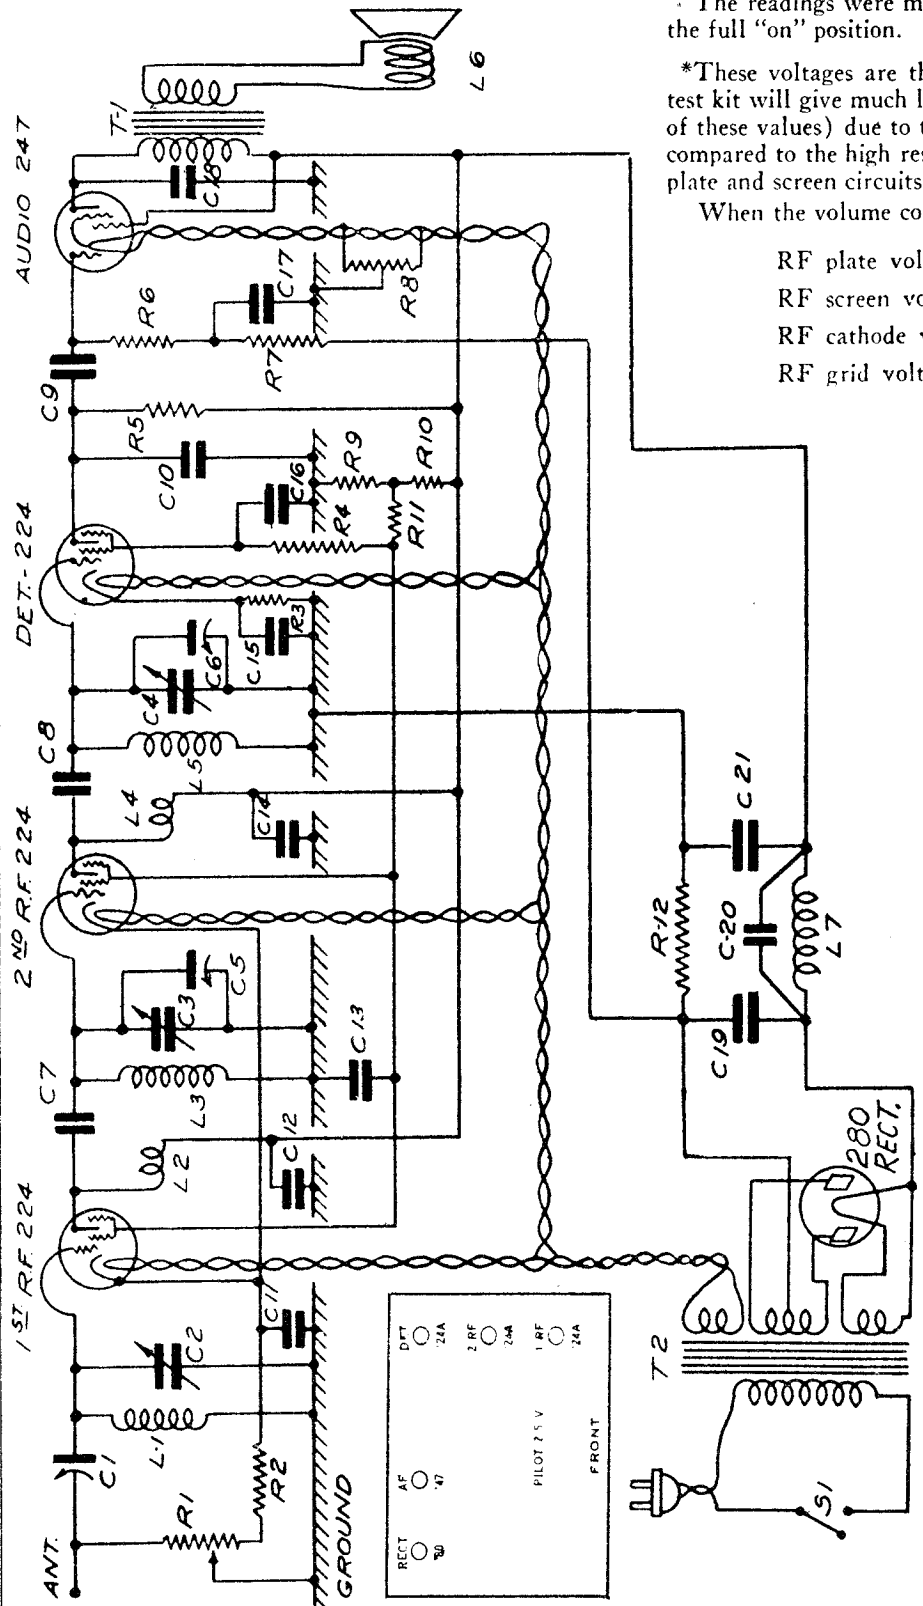 The readings were m
the full "on" position.
*These voltages are th
test kit will give much l
of these values) due to t
compared to the high res
plate and screen circuits
When the volume co
RF plate vol
RF screen vo
RF cathode v
RF grid volt
ANT.
1ST R.F. 224
2ND R.F. 224
DET.-224
AUDIO 247
C1
C7
C8
C9
R1
L-1
C2
L2
L3
C3
C5
L4
L5
C4
C6
C10
R5
R6
C18
T-1
L6
R2
C11
C12
C13
C14
C15
R3
C16
R4
R9
R10
R11
R7
C17
R8
GROUND
RECT
80
AF
'47
DET
'24A
2 RF
'24A
1 RF
'24A
PILOT 2.5 V
FRONT
T2
S1
280
RECT.
C19
R-12
C-20
C21
L7